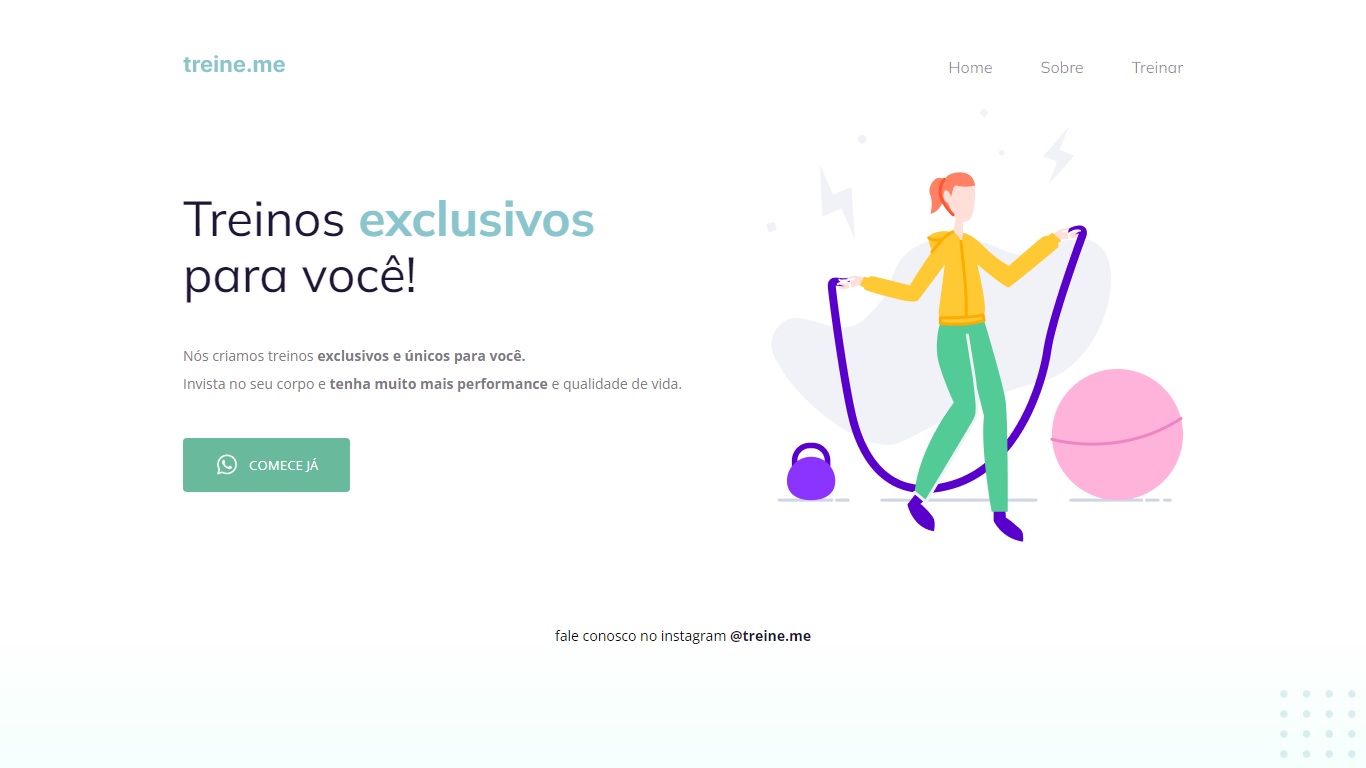 treine.me
Home Sobre Treinar
Treinos exclusivos
para você!
Nós criamos treinos exclusivos e únicos para você.
Invista no seu corpo e tenha muito mais performance e qualidade de vida.
COMECE JÁ
fale conosco no instagram @treine.me